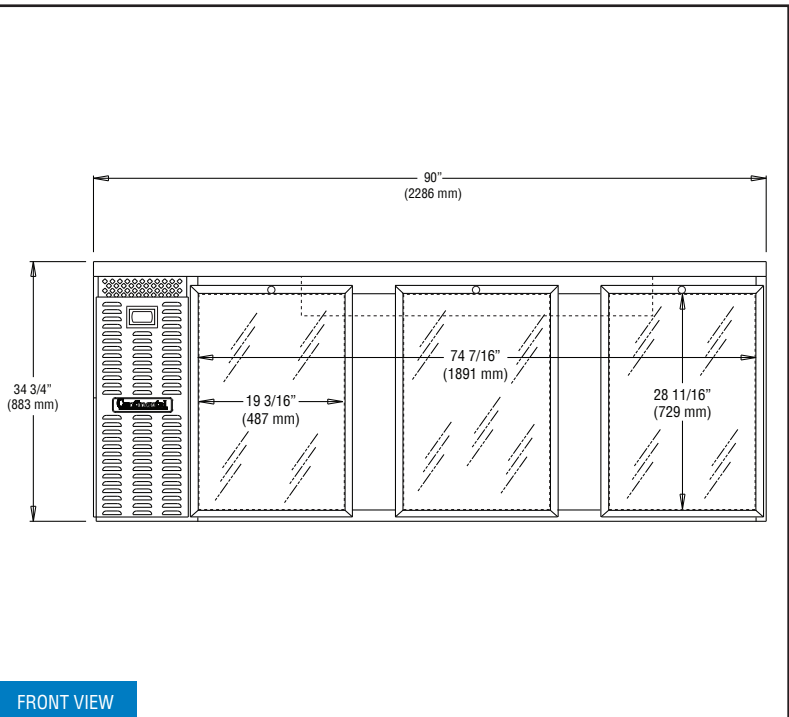 90”
(2286 mm)
34 3/4”
(883 mm)
74 7/16”
(1891 mm)
19 3/16”
(487 mm)
28 11/16”
(729 mm)
Continental
FRONT VIEW